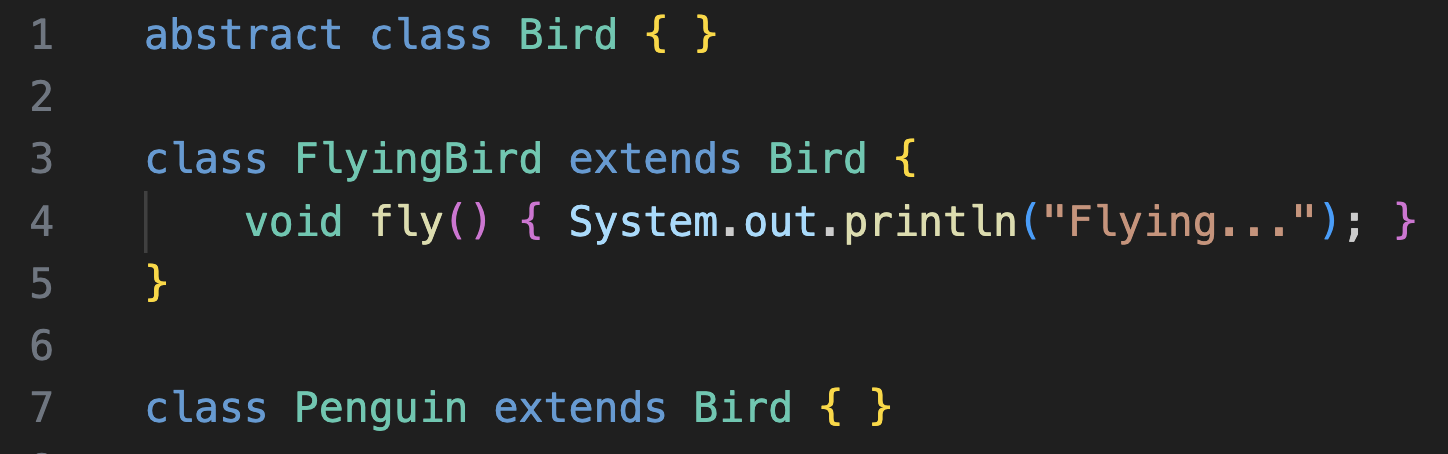 1 abstract class Bird { }
2
3 class FlyingBird extends Bird {
4     void fly() { System.out.println("Flying..."); }
5 }
6
7 class Penguin extends Bird { }